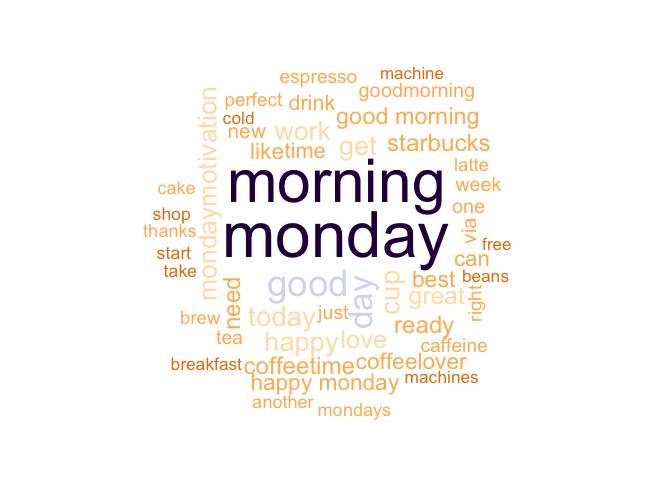 espresso
machine
goodmorning
perfect
drink
cold
good morning
new
work
starbucks
like
time
get
mondaymotivation
latte
morning
week
cake
one
shop
monday
via
thanks
free
start
can
take
beans
good
day
cup
best
need
great
right
today
just
brew
ready
tea
happy
love
caffeine
breakfast
coffeetime
coffeelover
happy monday
machines
another
mondays